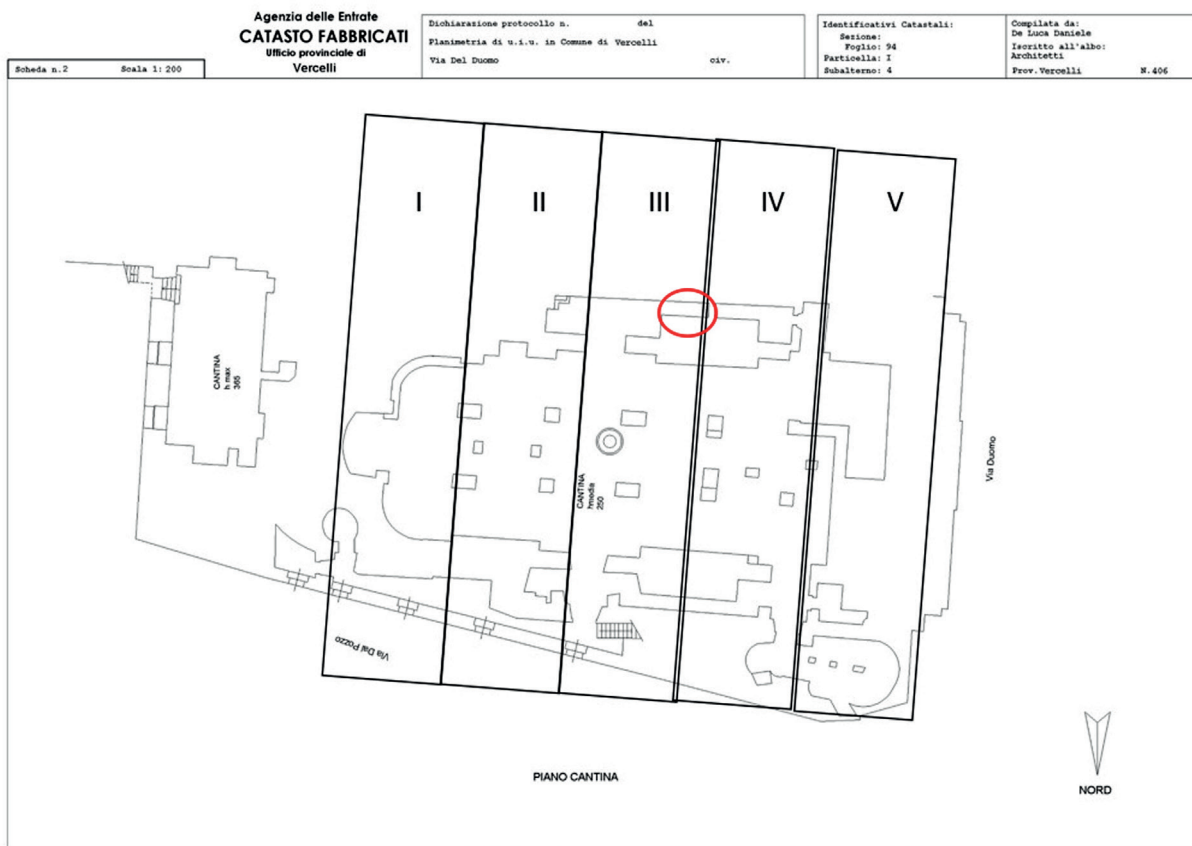 Scheda n.2 Scala 1:200
Agenzia delle Entrate
CATASTO FABBRICATI
Ufficio provinciale di
Vercelli
Dichiarazione protocollo n. del
Planimetria di u.i.u. in Comune di Vercelli
Via Del Duomo civ.
Identificativi Catastali:
Sezione:
Foglio: 94
Particella: I
Subalterno: 4
Compilata da:
De Luca Daniele
Iscritto all'albo:
Architetti
Prov.Vercelli N.406
I II III IV V
CANTINA
h max
365
CANTINA
hmedia
250
Via Duomo
Via Dal Pozzo
PIANO CANTINA
NORD